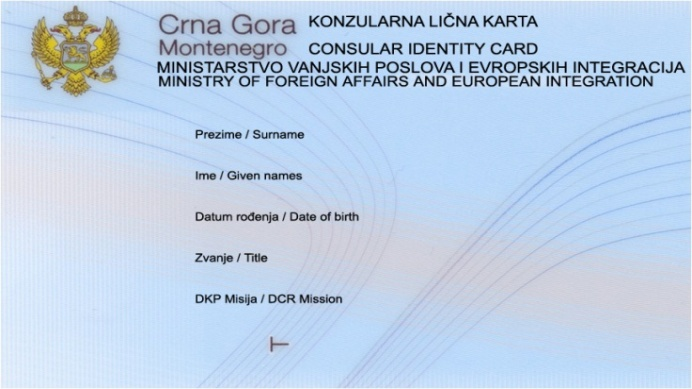 Crna Gora
Montenegro
KONZULARNA LIČNA KARTA
CONSULAR IDENTITY CARD
MINISTARSTVO VANJSKIH POSLOVA I EVROPSKIH INTEGRACIJA
MINISTRY OF FOREIGN AFFAIRS AND EUROPEAN INTEGRATION
Prezime / Surname
Ime / Given names
Datum rođenja / Date of birth
Zvanje / Title
DKP Misija / DCR Mission